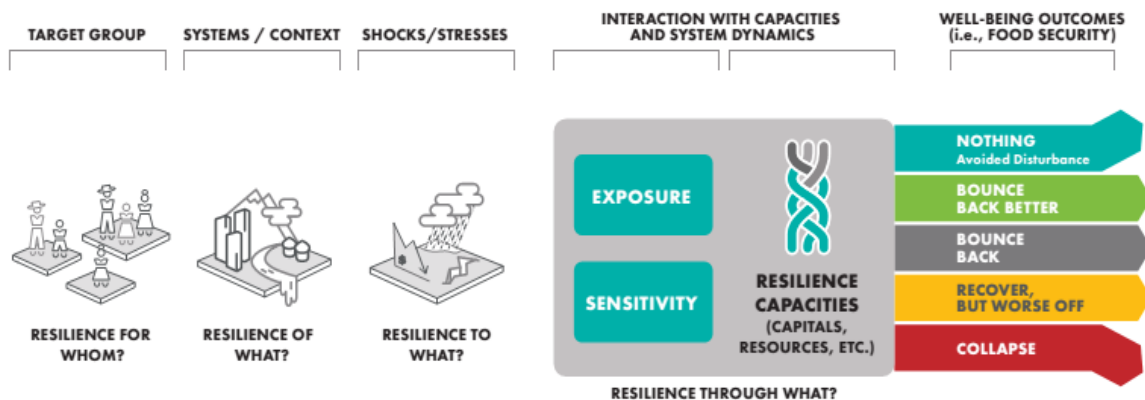 TARGET GROUP
SYSTEMS / CONTEXT
SHOCKS/STRESSES
INTERACTION WITH CAPACITIES
AND SYSTEM DYNAMICS
WELL-BEING OUTCOMES
(i.e., FOOD SECURITY)
RESILIENCE FOR
WHOM?
RESILIENCE OF
WHAT?
RESILIENCE TO
WHAT?
EXPOSURE
SENSITIVITY
RESILIENCE
CAPACITIES
(CAPITALS,
RESOURCES, ETC.)
RESILIENCE THROUGH WHAT?
NOTHING
Avoided Disturbance
BOUNCE
BACK BETTER
BOUNCE
BACK
RECOVER,
BUT WORSE OFF
COLLAPSE